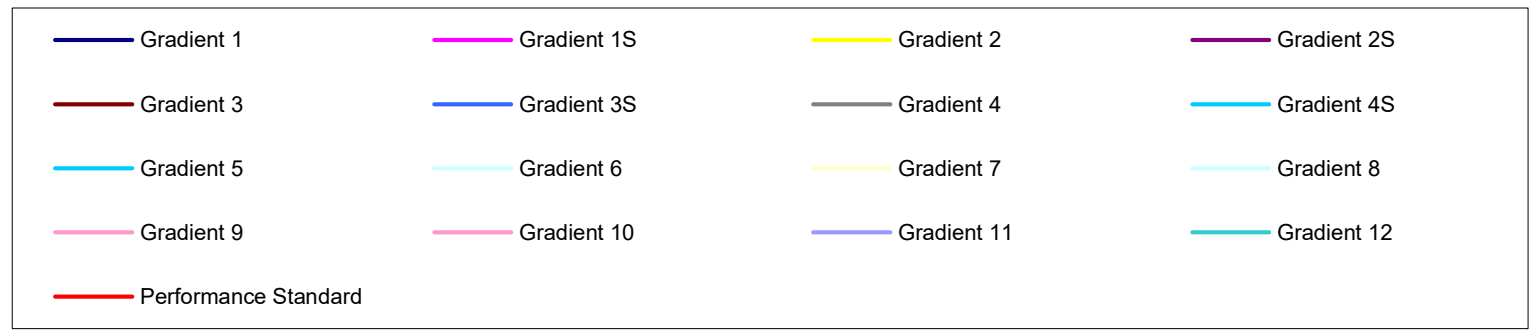 Gradient 1 Gradient 1S Gradient 2 Gradient 2S
Gradient 3 Gradient 3S Gradient 4 Gradient 4S
Gradient 5 Gradient 6 Gradient 7 Gradient 8
Gradient 9 Gradient 10 Gradient 11 Gradient 12
Performance Standard